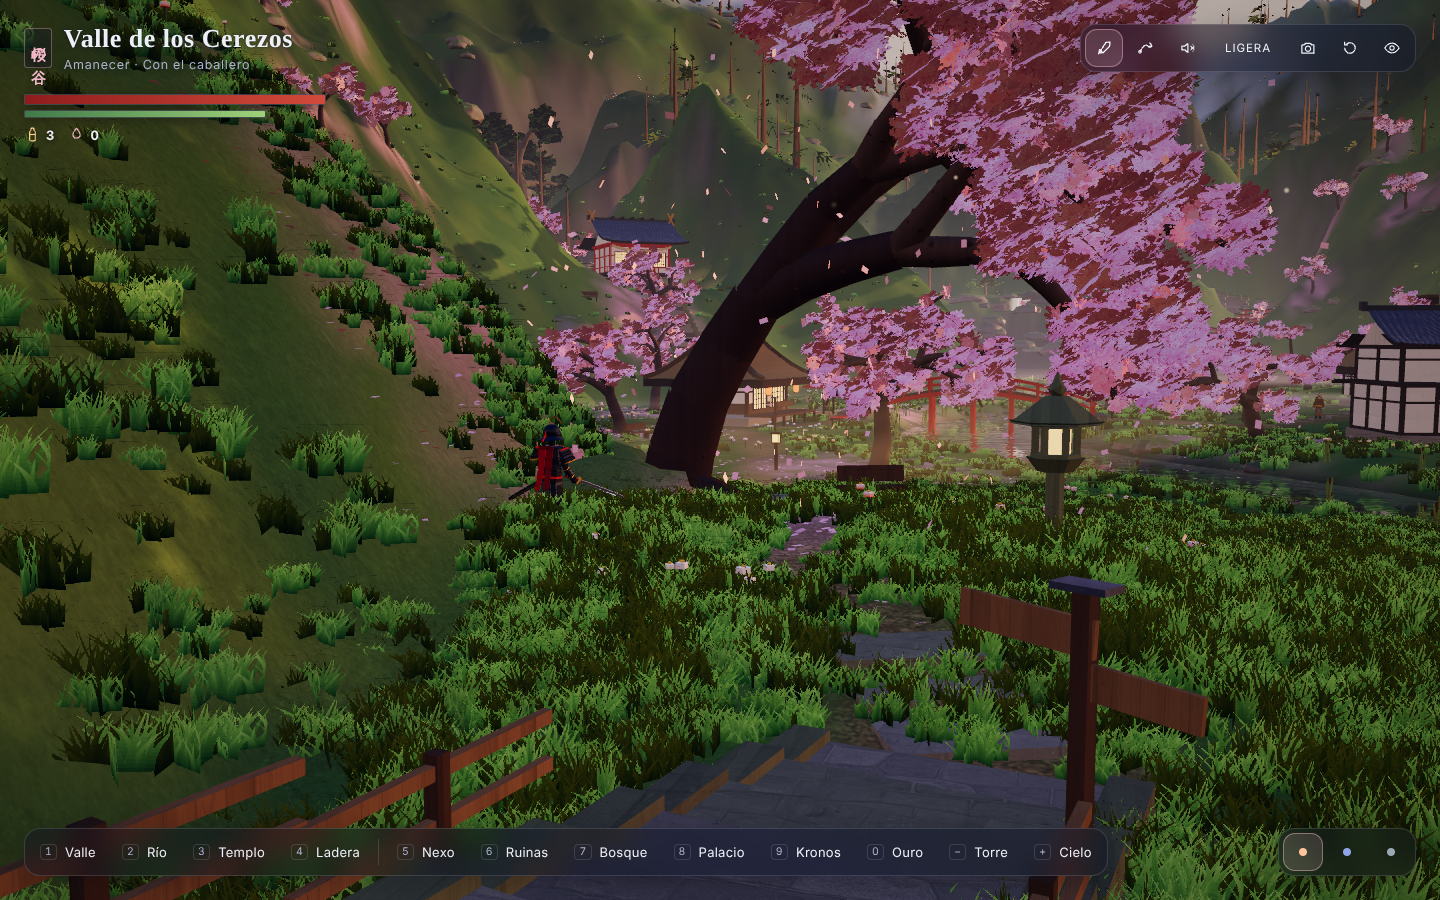 桜
谷
Valle de los Cerezos
Amanecer · Con el caballero
3 0
LIGERA
1 Valle 2 Río 3 Templo 4 Ladera 5 Nexo 6 Ruinas 7 Bosque 8 Palacio 9 Kronos 0 Ouro − Torre + Cielo